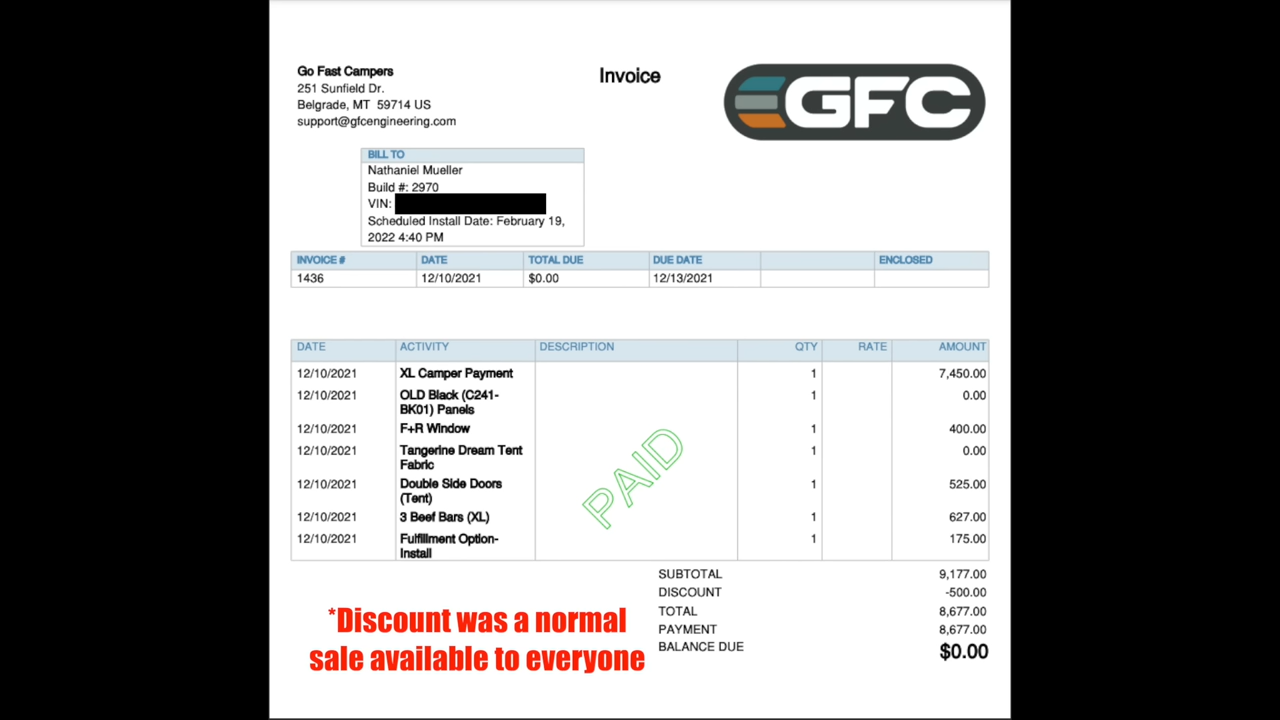 Go Fast Campers
251 Sunfield Dr.
Belgrade, MT 59714 US
support@gfcengineering.com
Invoice
GFC
BILL TO
Nathaniel Mueller
Build #: 2970
VIN:
Scheduled Install Date: February 19,
2022 4:40 PM
INVOICE # DATE TOTAL DUE DUE DATE ENCLOSED
1436 12/10/2021 $0.00 12/13/2021
DATE ACTIVITY DESCRIPTION QTY RATE AMOUNT
12/10/2021 XL Camper Payment 1 7,450.00
12/10/2021 OLD Black (C241- 1 0.00
BK01) Panels
12/10/2021 F+R Window 1 400.00
12/10/2021 Tangerine Dream Tent 1 0.00
Fabric
12/10/2021 Double Side Doors 1 525.00
(Tent)
12/10/2021 3 Beef Bars (XL) 1 627.00
12/10/2021 Fulfillment Option- 1 175.00
Install
PAID
SUBTOTAL 9,177.00
DISCOUNT -500.00
TOTAL 8,677.00
PAYMENT 8,677.00
BALANCE DUE $0.00
*Discount was a normal
sale available to everyone